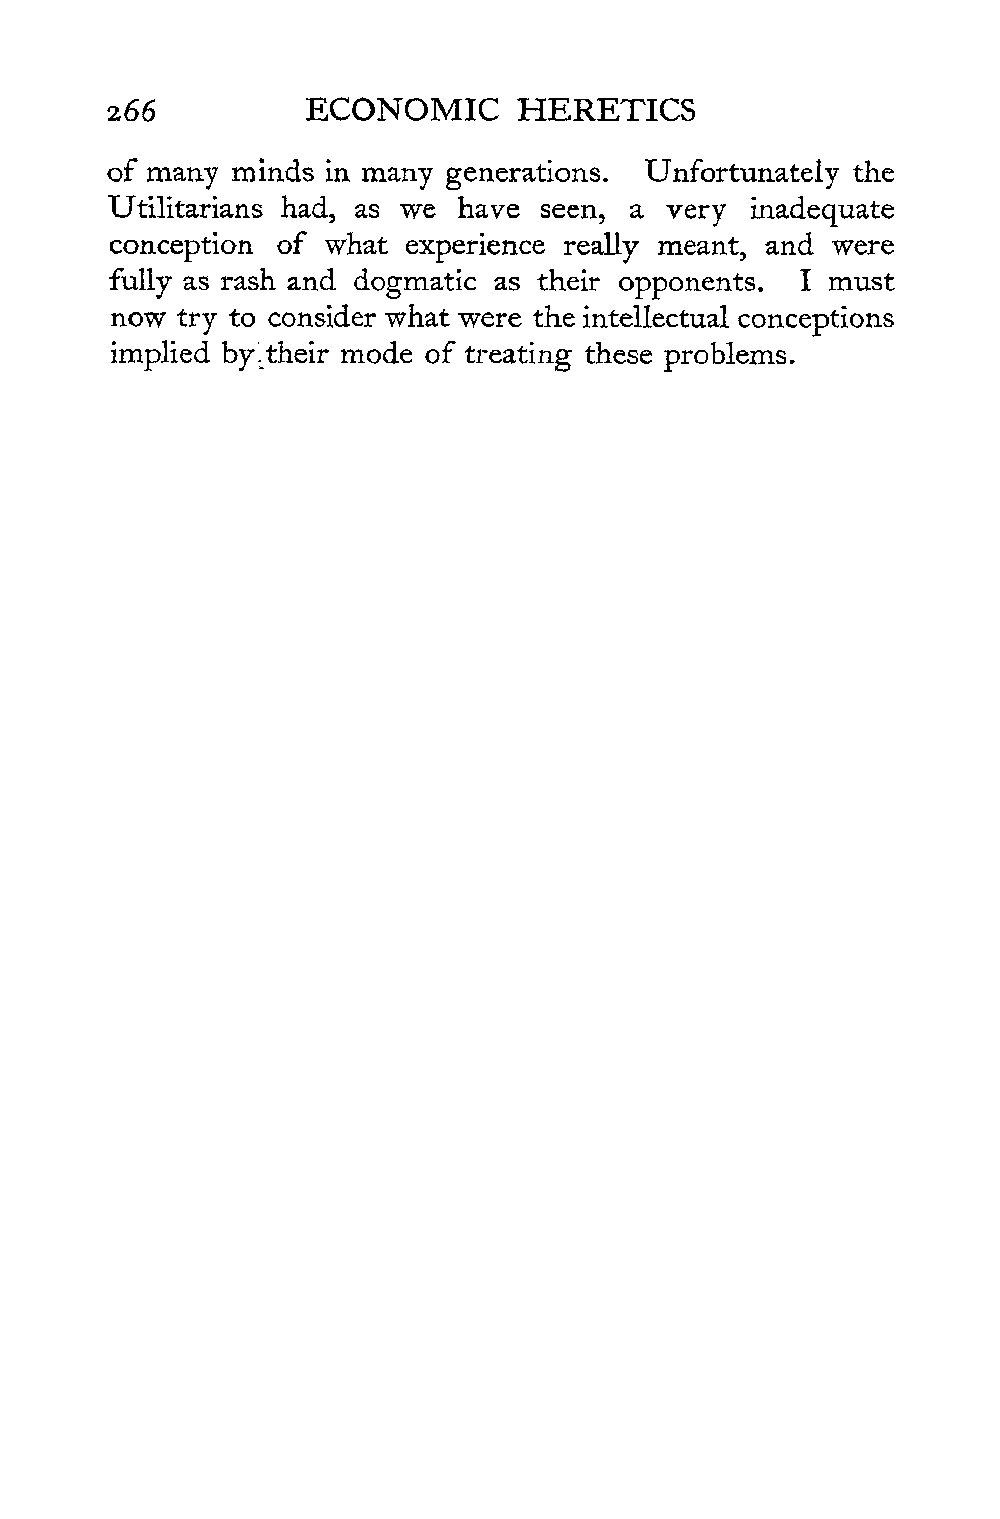 266 ECONOMIC HERETICS
of many minds in many generations. Unfortunately the
Utilitarians had, as we have seen, a very inadequate
conception of what experience really meant, and were
fully as rash and dogmatic as their opponents. I must
now try to consider what were the intellectual conceptions
implied by their mode of treating these problems.